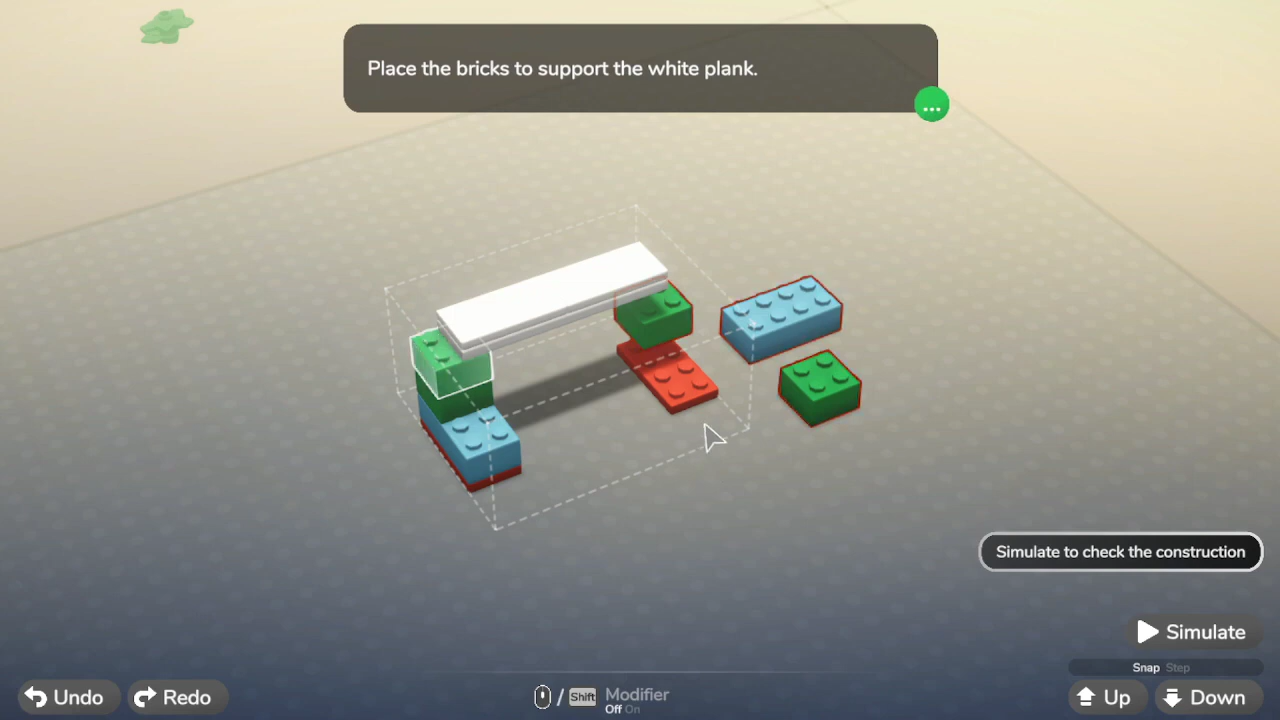 Place the bricks to support the white plank.
...
Simulate to check the construction
Simulate
Snap Step
Undo
Redo
/ Shift Modifier
Off On
Up
Down